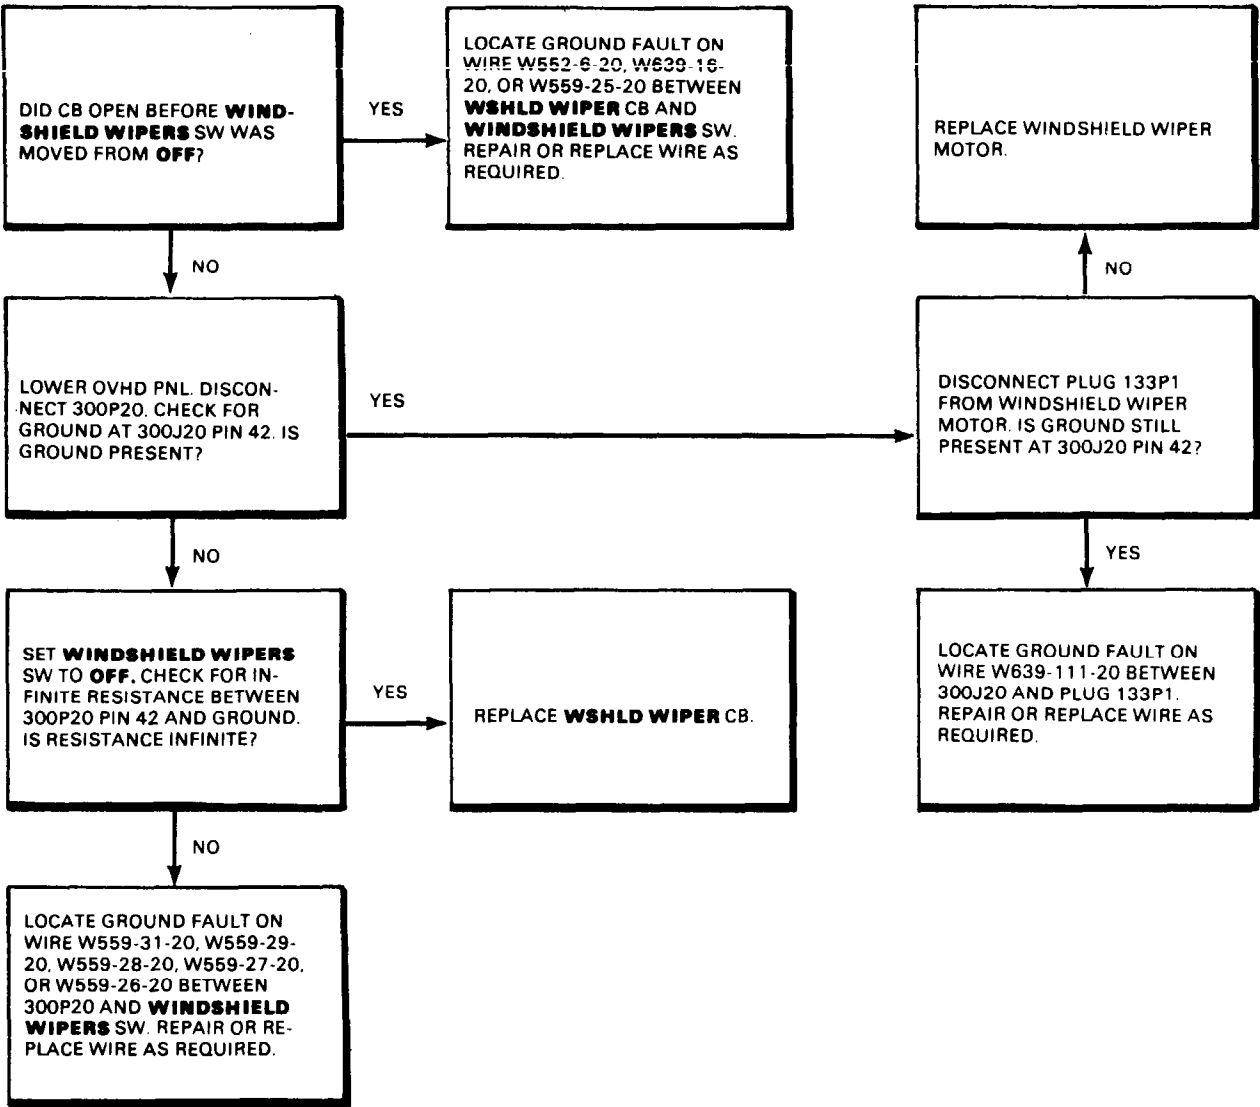 DID CB OPEN BEFORE WIND-
SHIELD WIPERS SW WAS
MOVED FROM OFF?
YES
LOCATE GROUND FAULT ON
WIRE W552-6-20, W639-16-
20, OR W559-25-20 BETWEEN
WSHLD WIPER CB AND
WINDSHIELD WIPERS SW.
REPAIR OR REPLACE WIRE AS
REQUIRED.
REPLACE WINDSHIELD WIPER
MOTOR.
NO
NO
LOWER OVHD PNL. DISCON-
NECT 300P20. CHECK FOR
GROUND AT 300J20 PIN 42. IS
GROUND PRESENT?
YES
DISCONNECT PLUG 133P1
FROM WINDSHIELD WIPER
MOTOR. IS GROUND STILL
PRESENT AT 300J20 PIN 42?
NO
YES
SET WINDSHIELD WIPERS
SW TO OFF. CHECK FOR IN-
FINITE RESISTANCE BETWEEN
300P20 PIN 42 AND GROUND.
IS RESISTANCE INFINITE?
YES
REPLACE WSHLD WIPER CB.
LOCATE GROUND FAULT ON
WIRE W639-111-20 BETWEEN
300J20 AND PLUG 133P1.
REPAIR OR REPLACE WIRE AS
REQUIRED.
NO
LOCATE GROUND FAULT ON
WIRE W559-31-20, W559-29-
20, W559-28-20, W559-27-20,
OR W559-26-20 BETWEEN
300P20 AND WINDSHIELD
WIPERS SW. REPAIR OR RE-
PLACE WIRE AS REQUIRED.